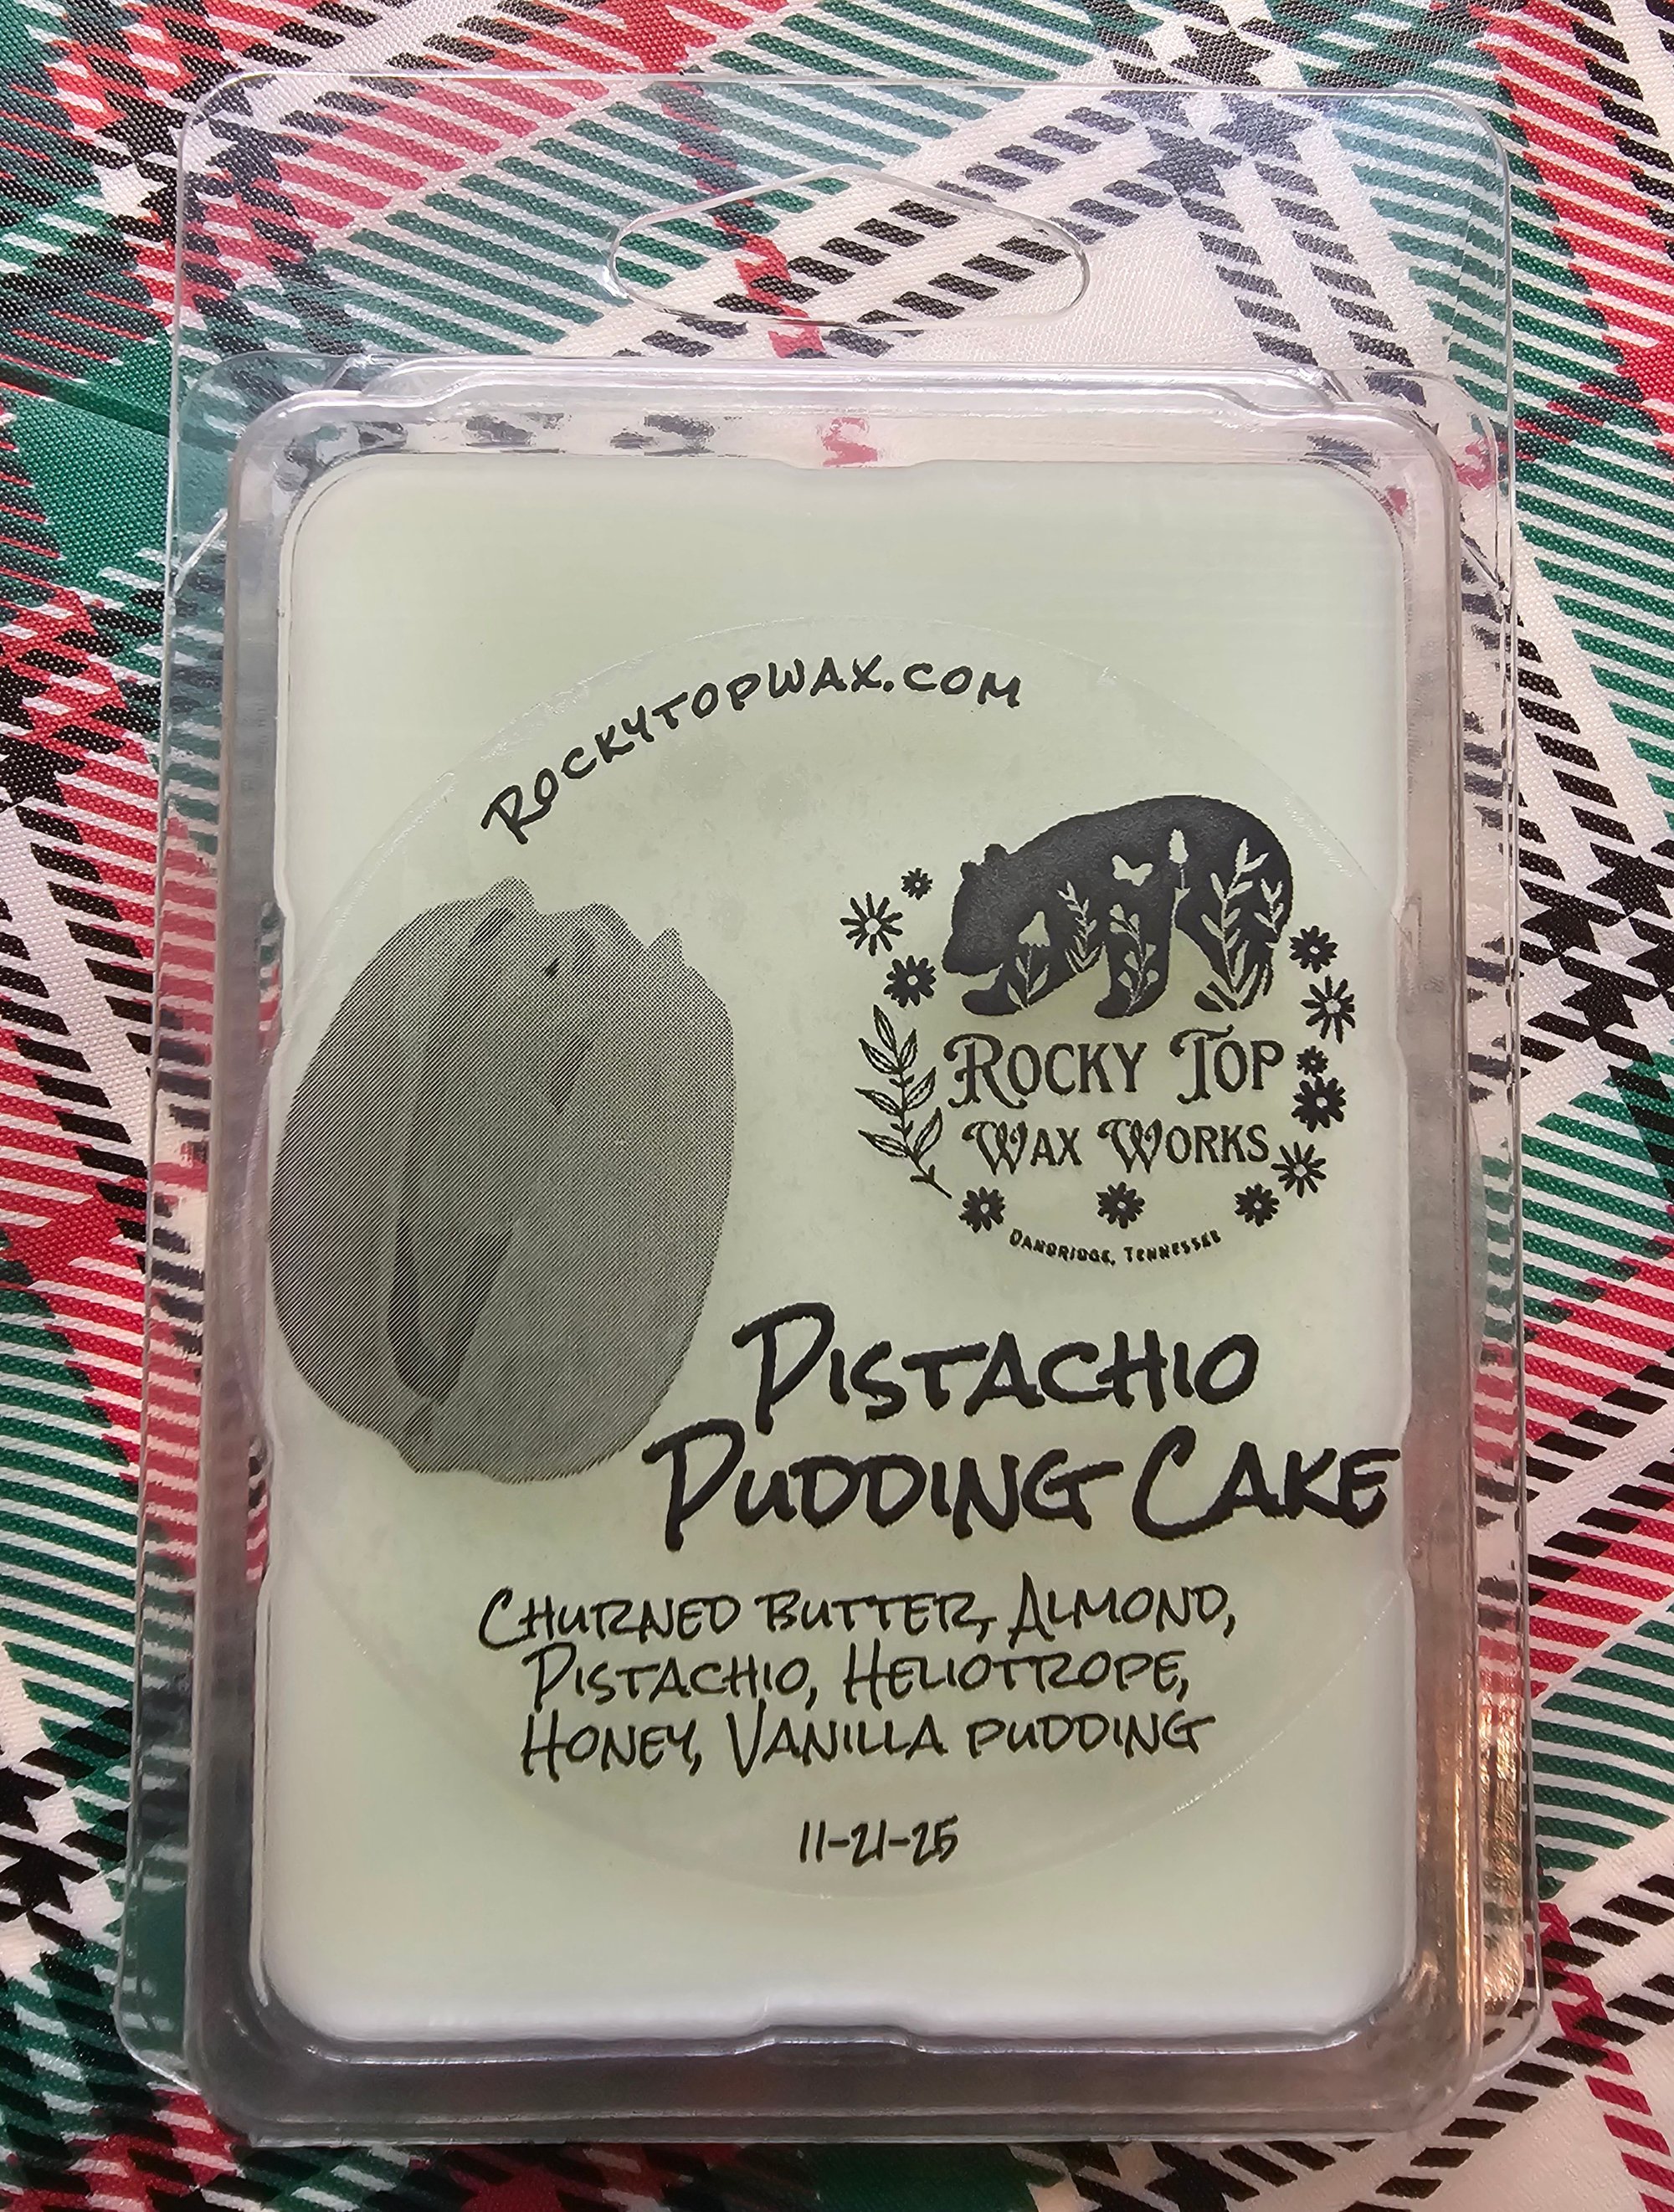 Rockytopwax.com
Rocky Top
Wax Works
Dandridge, Tennessee
Pistachio
Pudding Cake
Churned Butter, Almond,
Pistachio, Heliotrope,
Honey, Vanilla pudding
11-21-25